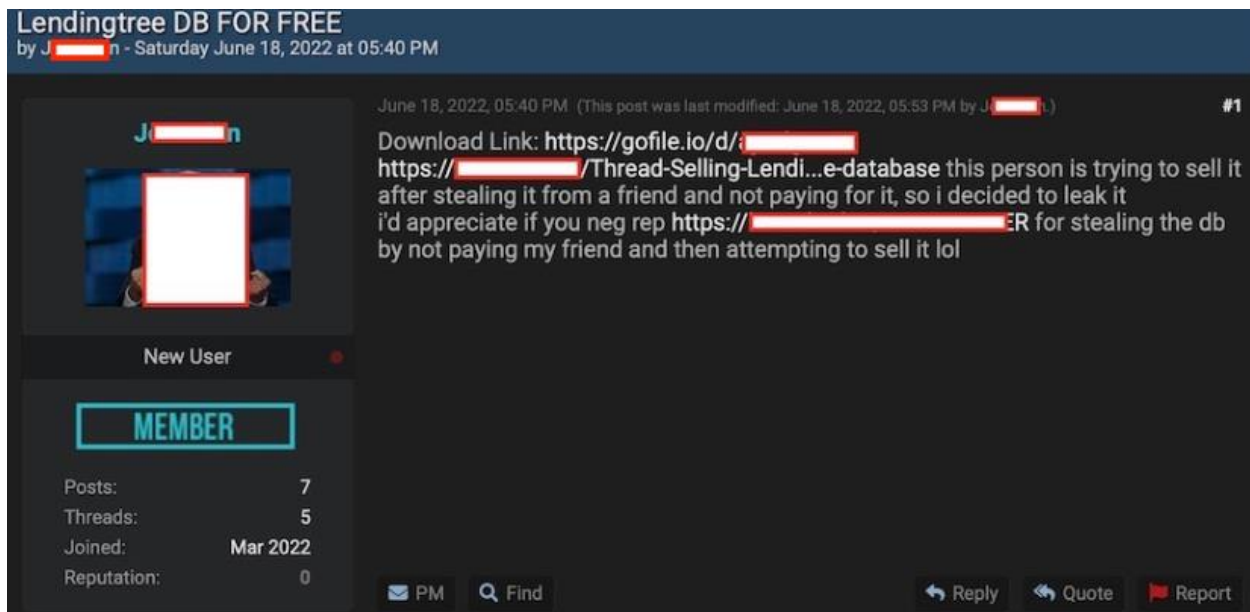 Lendingtree DB FOR FREE
by J n - Saturday June 18, 2022 at 05:40 PM
June 18, 2022, 05:40 PM (This post was last modified: June 18, 2022, 05:53 PM by J .)
#1
J n
Download Link: https://gofile.io/d/
https:// /Thread-Selling-Lendi...e-database this person is trying to sell it
after stealing it from a friend and not paying for it, so i decided to leak it
i'd appreciate if you neg rep https:// ER for stealing the db
by not paying my friend and then attempting to sell it lol
New User
MEMBER
Posts: 7
Threads: 5
Joined: Mar 2022
Reputation: 0
PM Find Reply Quote Report